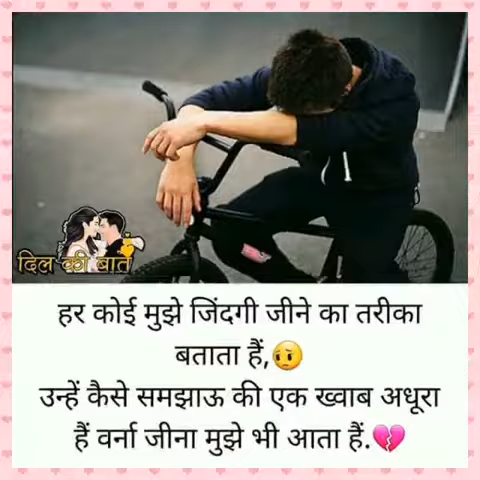 दिल की बातें
हर कोई मुझे जिंदगी जीने का तरीका
बताता हैं,😔
उन्हें कैसे समझाऊ की एक ख्वाब अधूरा
हैं वर्ना जीना मुझे भी आता हैं.💔